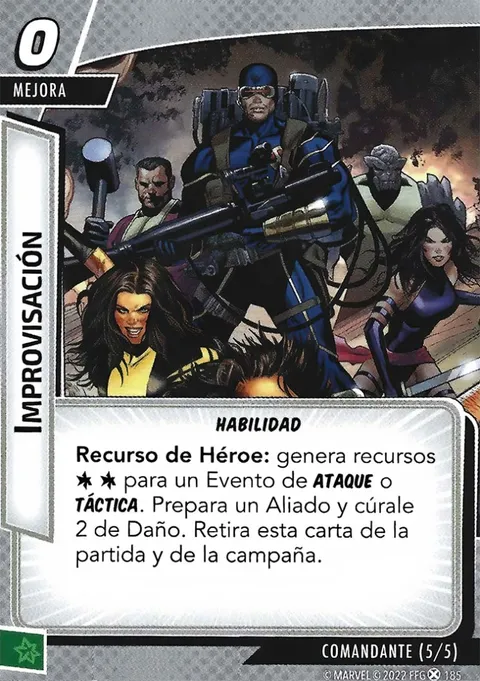 0
MEJORA
IMPROVISACIÓN
HABILIDAD
Recurso de Héroe: genera recursos
para un Evento de ATAQUE o
TÁCTICA. Prepara un Aliado y cúrale
2 de Daño. Retira esta carta de la
partida y de la campaña.
COMANDANTE (5/5)
© MARVEL © 2022 FFG 185